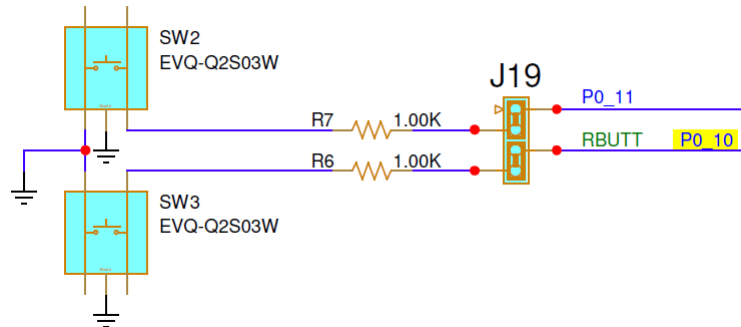 SW2
EVQ-Q2S03W
J19
P0_11
R7 1.00K
RBUTT P0_10
R6 1.00K
SW3
EVQ-Q2S03W